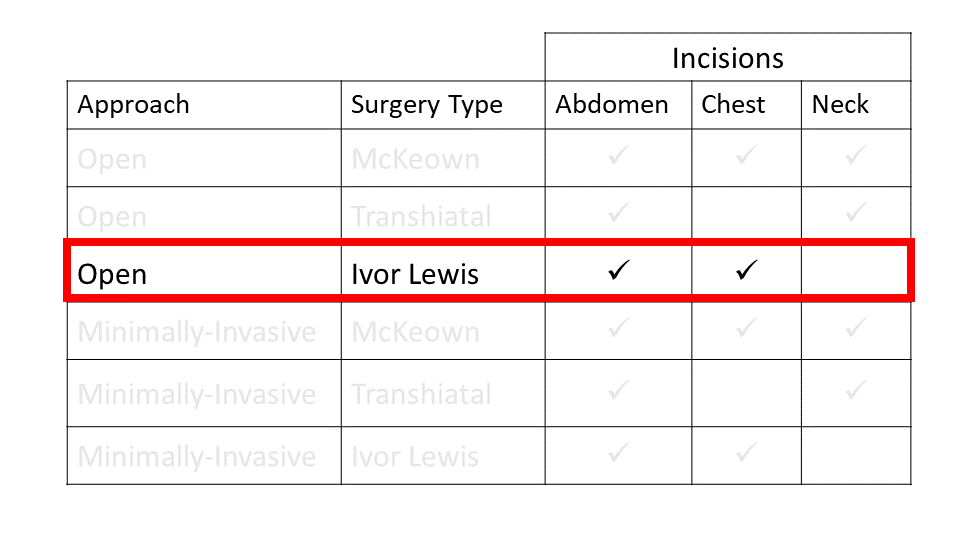 Incisions
Approach Surgery Type Abdomen Chest Neck
Open McKeown ✓ ✓ ✓
Open Transhiatal ✓ ✓
Open Ivor Lewis ✓ ✓
Minimally-Invasive McKeown ✓ ✓ ✓
Minimally-Invasive Transhiatal ✓ ✓
Minimally-Invasive Ivor Lewis ✓ ✓